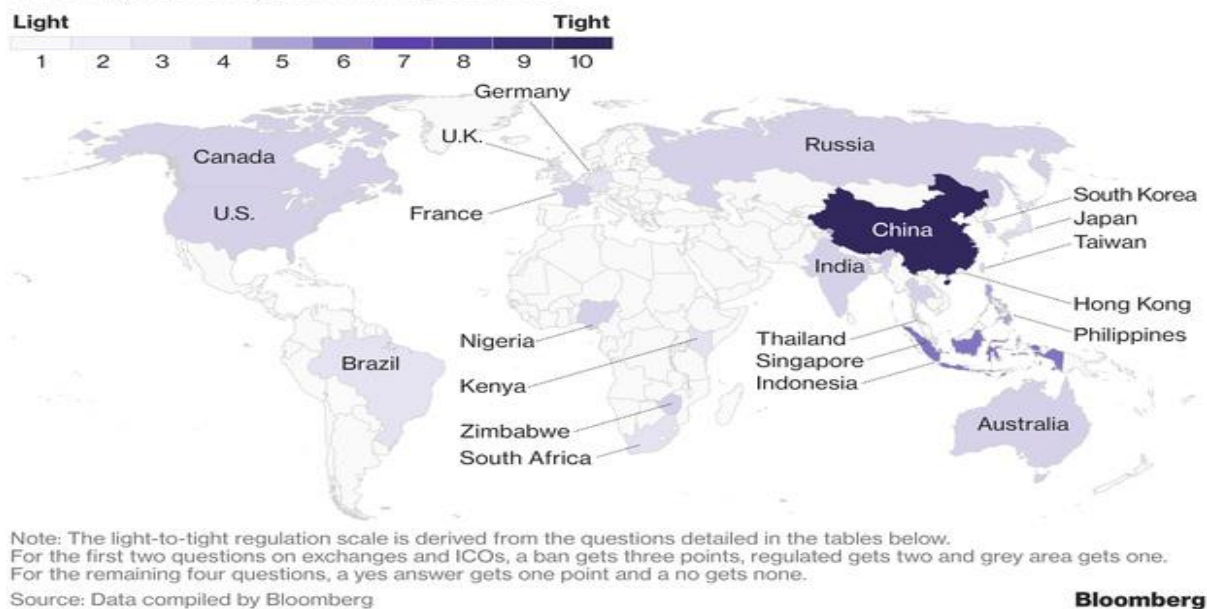 Light Tight
1 2 3 4 5 6 7 8 9 10
Germany
U.K.
Canada
Russia
U.S.
France
South Korea
Japan
China
Taiwan
India
Hong Kong
Nigeria
Thailand
Philippines
Brazil
Singapore
Kenya
Indonesia
Zimbabwe
Australia
South Africa
Note: The light-to-tight regulation scale is derived from the questions detailed in the tables below.
For the first two questions on exchanges and ICOs, a ban gets three points, regulated gets two and grey area gets one.
For the remaining four questions, a yes answer gets one point and a no gets none.
Source: Data compiled by Bloomberg
Bloomberg